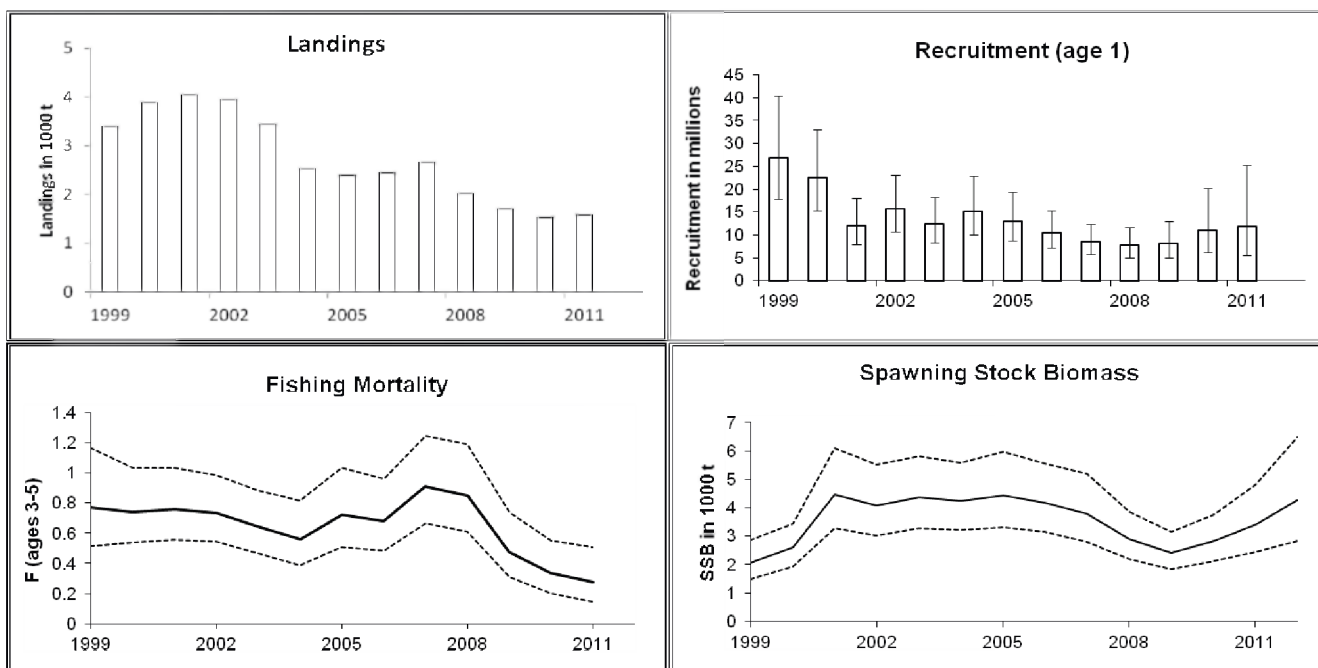 Landings
Landings in 1000 t
5
4
3
2
1
0
1999 2002 2005 2008 2011
Recruitment (age 1)
Recruitment in millions
45
40
35
30
25
20
15
10
5
0
1999 2002 2005 2008 2011
Fishing Mortality
F (ages 3-5)
1.4
1.2
1
0.8
0.6
0.4
0.2
0
1999 2002 2005 2008 2011
Spawning Stock Biomass
SSB in 1000 t
7
6
5
4
3
2
1
0
1999 2002 2005 2008 2011